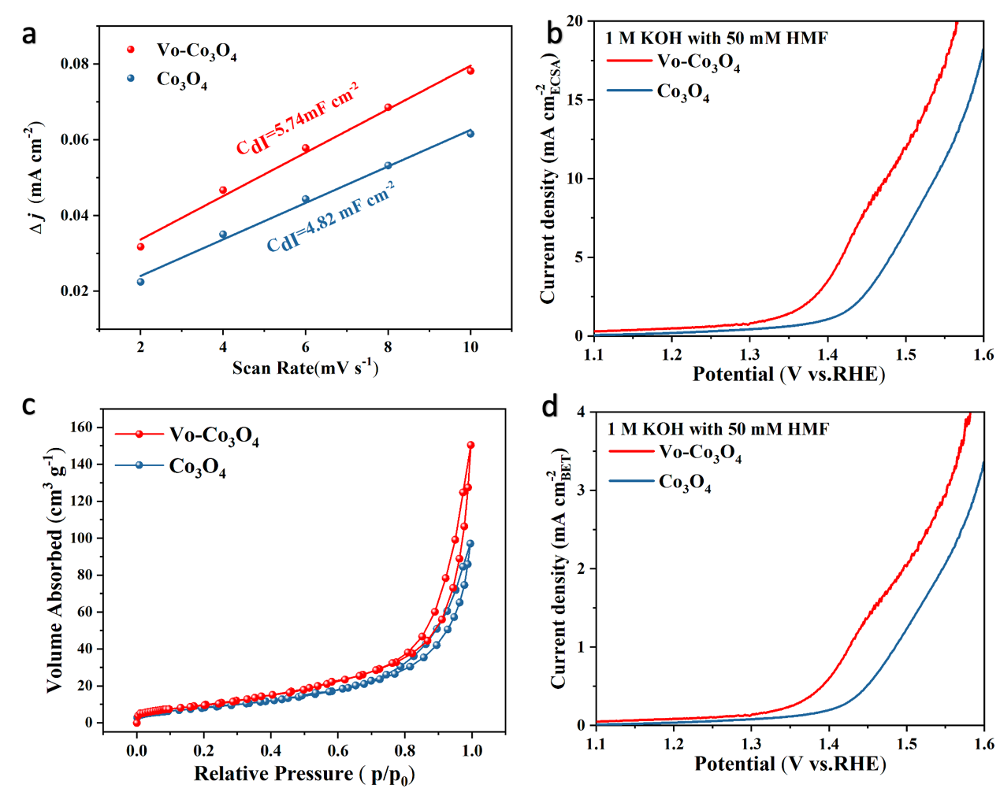 a
Vo-Co₃O₄
Co₃O₄
CdI=5.74mF cm⁻²
CdI=4.82 mF cm⁻²
Δ j (mA cm⁻²)
0.08
0.06
0.04
0.02
2 4 6 8 10
Scan Rate(mV s⁻¹)
b
1 M KOH with 50 mM HMF
Vo-Co₃O₄
Co₃O₄
Current density (mA cm⁻²ECSA)
20
15
10
5
0
1.1 1.2 1.3 1.4 1.5 1.6
Potential (V vs.RHE)
c
Vo-Co₃O₄
Co₃O₄
Volume Absorbed (cm³ g⁻¹)
160
140
120
100
80
60
40
20
0
0.0 0.2 0.4 0.6 0.8 1.0
Relative Pressure ( p/p₀)
d
1 M KOH with 50 mM HMF
Vo-Co₃O₄
Co₃O₄
Current density (mA cm⁻²BET)
4
3
2
1
0
1.1 1.2 1.3 1.4 1.5 1.6
Potential (V vs.RHE)